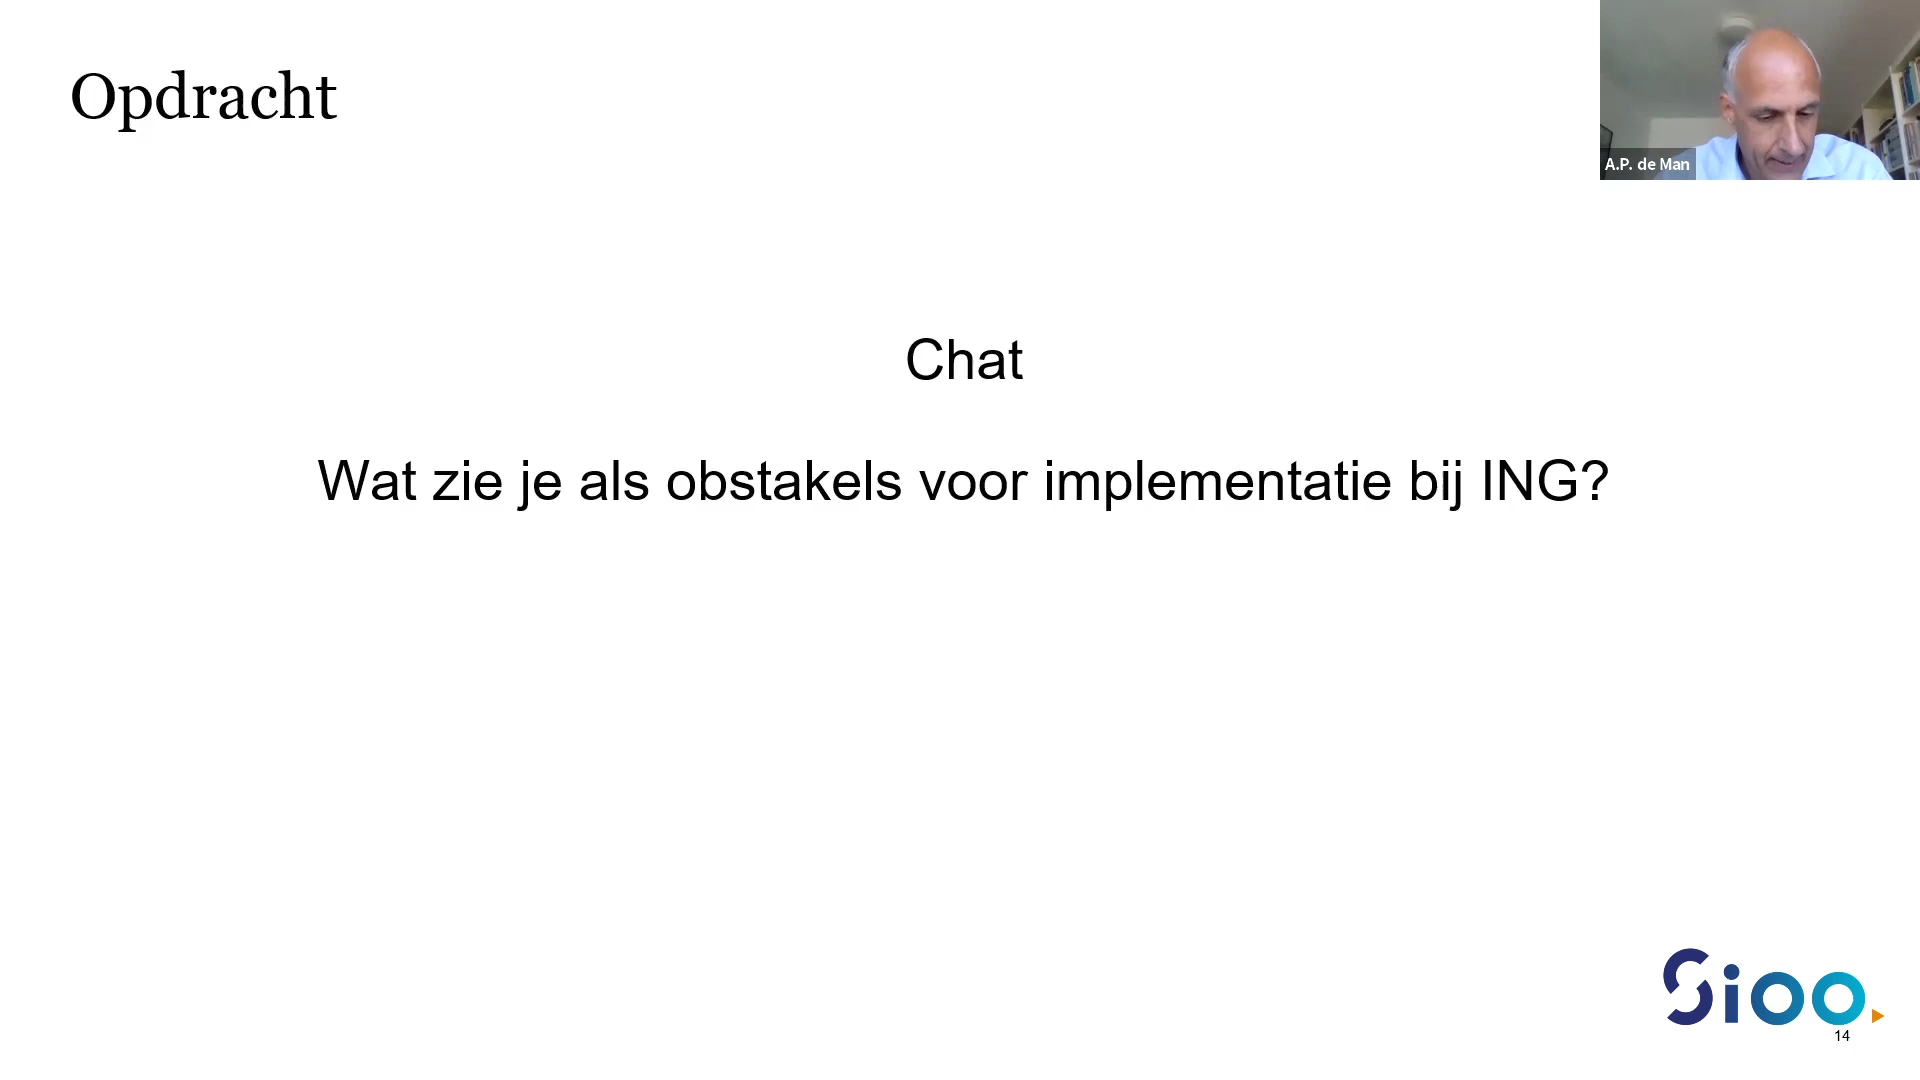 Opdracht
A.P. de Man
Chat
Wat zie je als obstakels voor implementatie bij ING?
Sioo
14